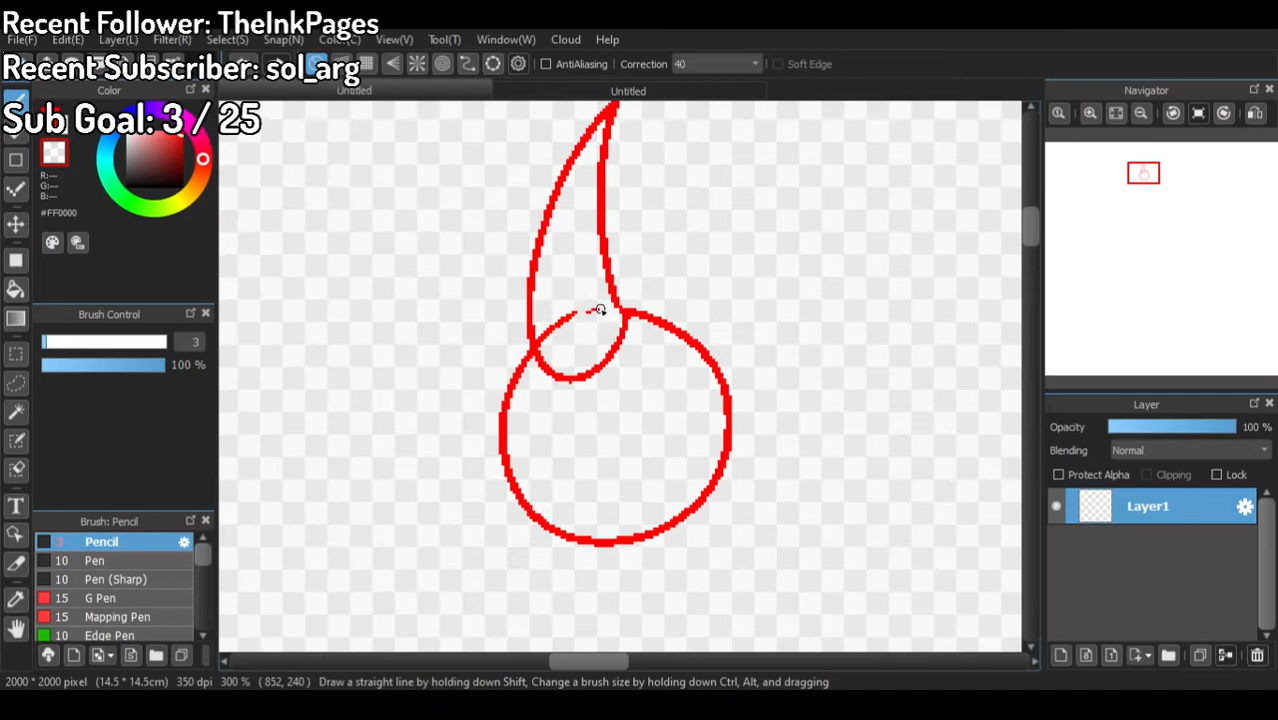 Recent Follower: TheInkPages
File(F) Edit(E) Layer(L) Filter(R) Select(S) Snap(N) Color(C) View(V) Tool(T) Window(W) Cloud Help
Recent Subscriber: sol_arg
AntiAliasing Correction 40 Soft Edge
Color Untitled Untitled Navigator
Sub Goal: 3 / 25
R:---
G:---
B:---
#FF0000
Brush Control
3
100 %
Layer
Opacity 100 %
Blending Normal
Protect Alpha Clipping Lock
Layer1
Brush: Pencil
3 Pencil
10 Pen
10 Pen (Sharp)
15 G Pen
15 Mapping Pen
10 Edge Pen
2000 * 2000 pixel (14.5 * 14.5cm) 350 dpi 300 % ( 852, 240 ) Draw a straight line by holding down Shift, Change a brush size by holding down Ctrl, Alt, and dragging